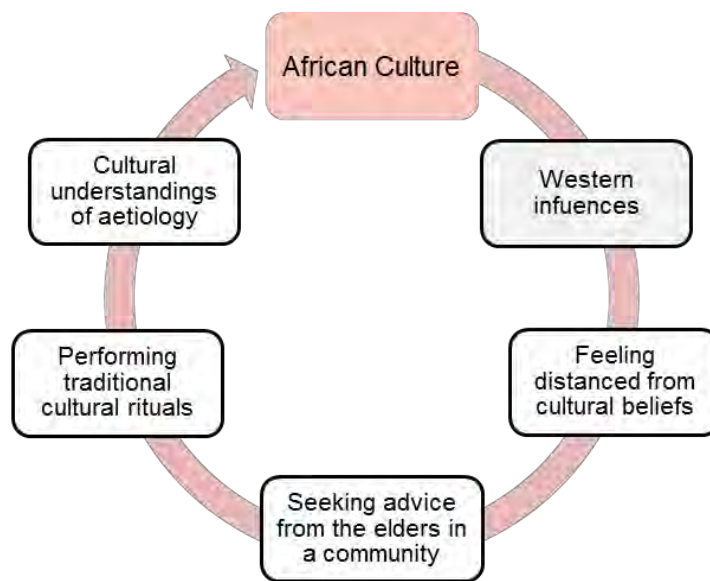 African Culture
Western
infuences
Feeling
distanced from
cultural beliefs
Seeking advice
from the elders in
a community
Performing
traditional
cultural rituals
Cultural
understandings
of aetiology